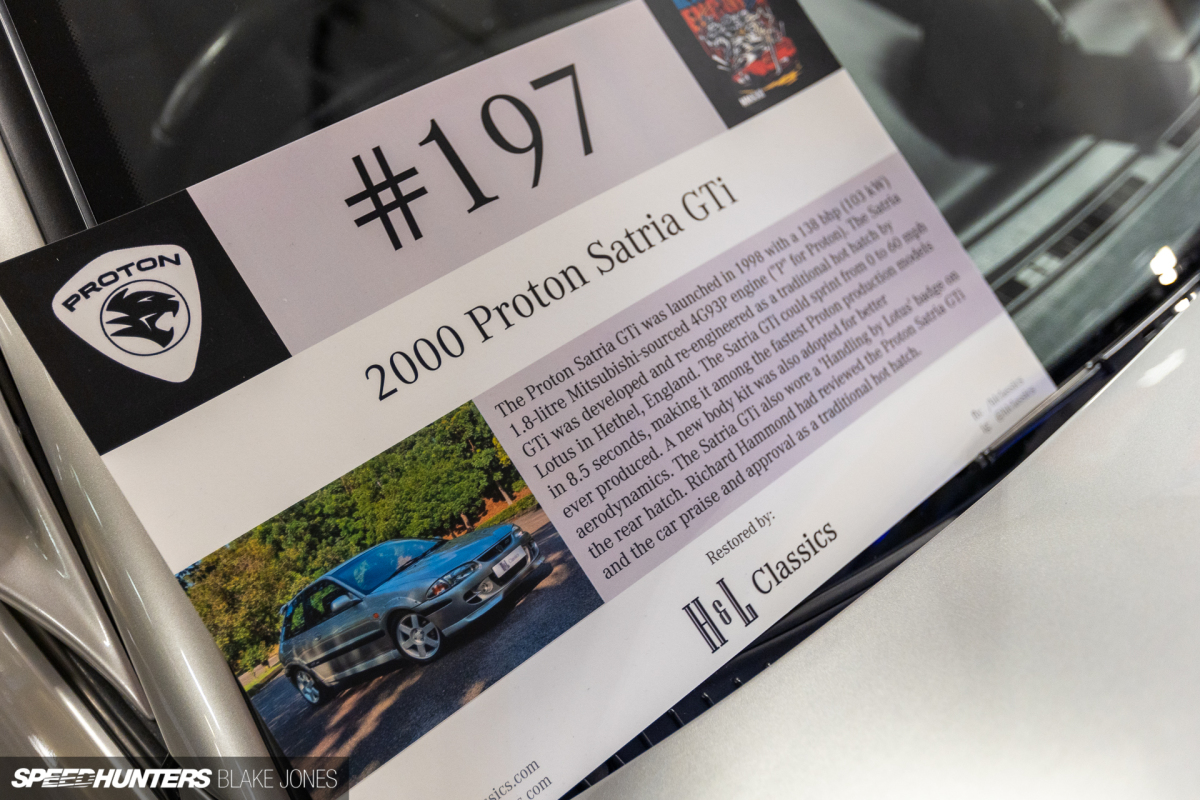 #197
PROTON
2000 Proton Satria GTi
The Proton Satria GTi was launched in 1998 with a 138 bhp (103 kW)
1.8-litre Mitsubishi-sourced 4G93P engine ("P" for Proton). The Satria
GTi was developed and re-engineered as a traditional hot hatch by
Lotus in Hethel, England. The Satria GTi could sprint from 0 to 60 mph
in 8.5 seconds, making it among the fastest Proton production models
ever produced. A new body kit was also adopted for better
aerodynamics. The Satria GTi also wore a 'Handling by Lotus' badge on
the rear hatch. Richard Hammond had reviewed the Proton Satria GTi
and the car praise and approval as a traditional hot hatch.
Restored by:
H&L Classics
SPEEDHUNTERS BLAKE JONES